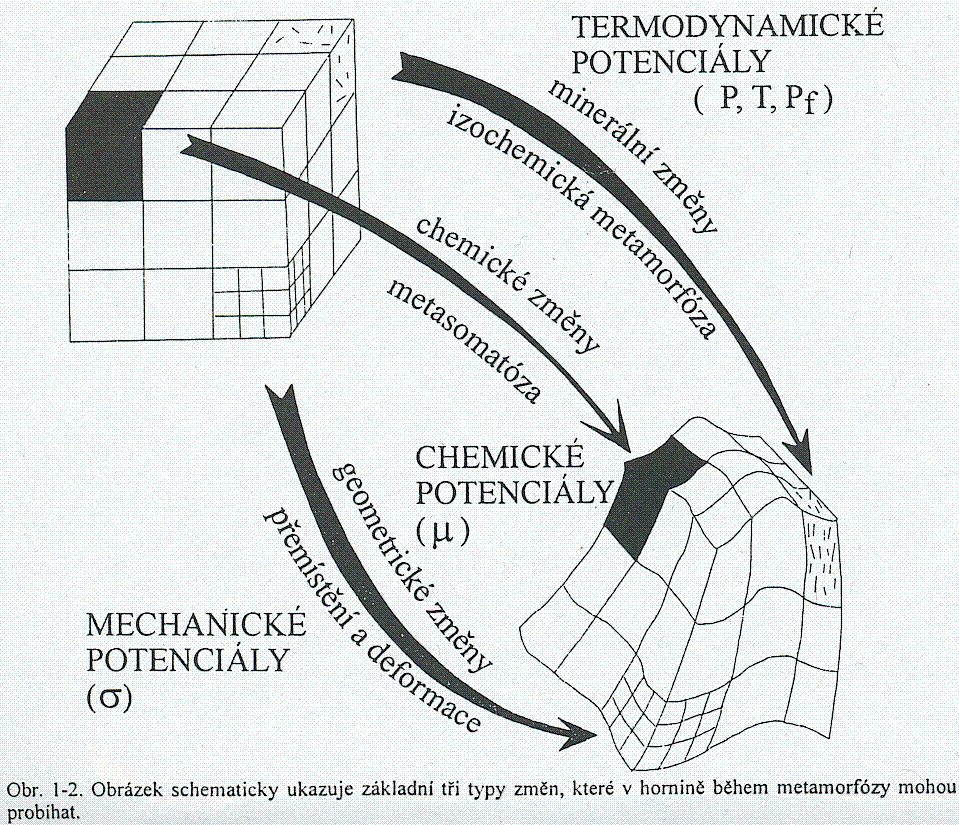 TERMODYNAMICKÉ
POTENCIÁLY
( P, T, Pf )
minerální změny
izochemická metamorfóza
chemické změny
metasomatóza
CHEMICKÉ
POTENCIÁLY
(μ)
geometrické změny
přemístění a deformace
MECHANICKÉ
POTENCIÁLY
(σ)
Obr. 1-2. Obrázek schematicky ukazuje základní tři typy změn, které v hornině během metamorfózy mohou
probíhat.